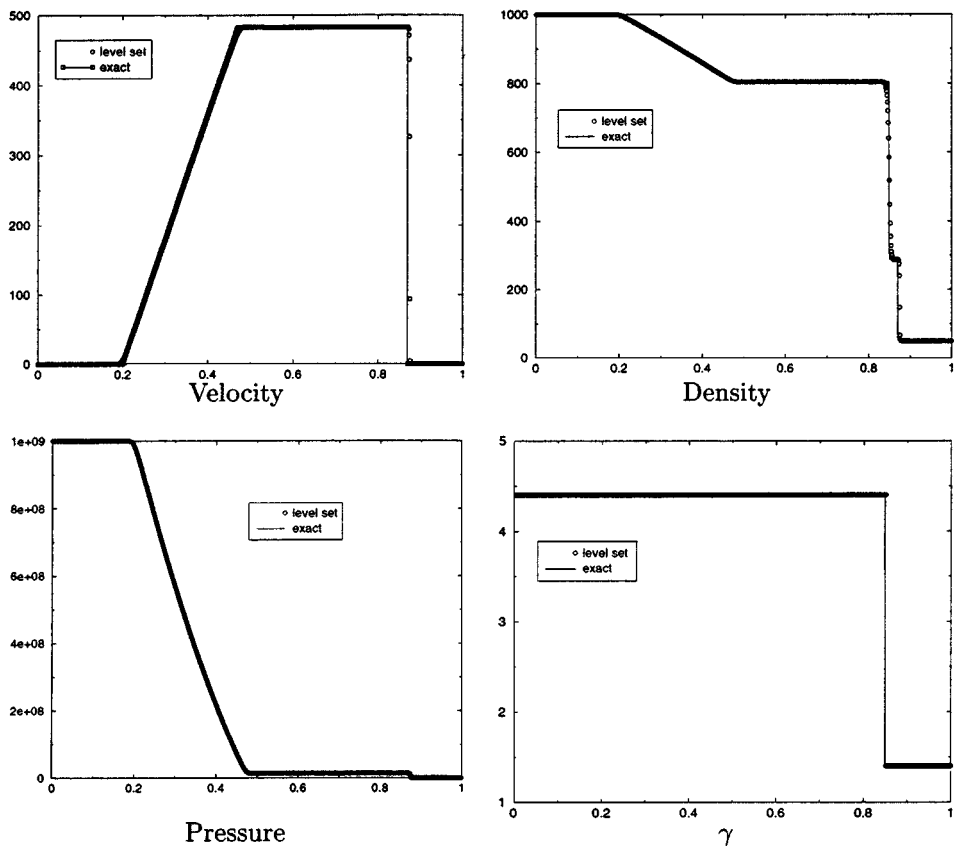 500
400
300
200
100
0
level set
exact
0 0.2 0.4 0.6 0.8 1
Velocity
1000
800
600
400
200
0
level set
exact
0 0.2 0.4 0.6 0.8 1
Density
1e+09
8e+08
6e+08
4e+08
2e+08
0
level set
exact
0 0.2 0.4 0.6 0.8 1
Pressure
5
4
3
2
1
level set
exact
0 0.2 0.4 0.6 0.8 1
γ